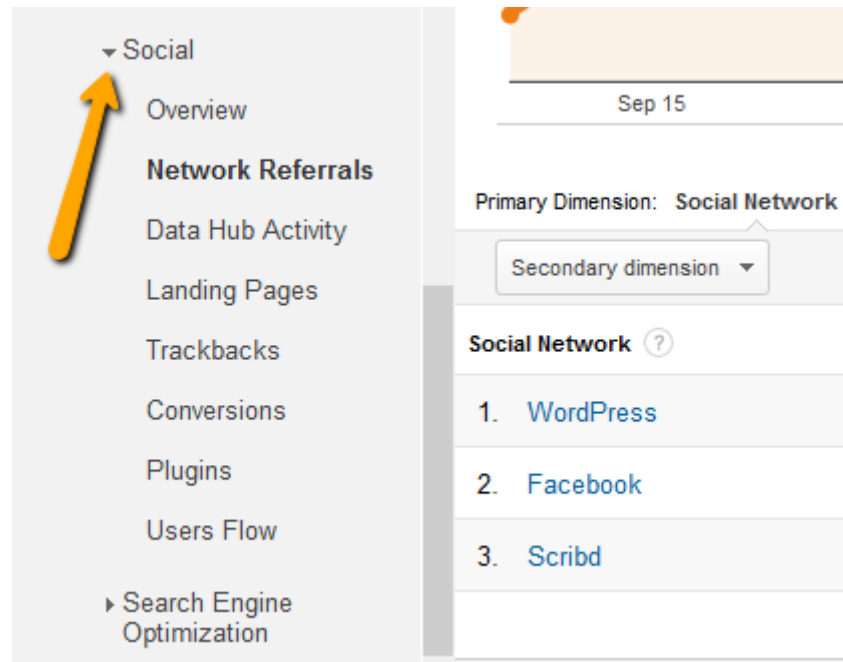 Social
Overview
Network Referrals
Data Hub Activity
Landing Pages
Trackbacks
Conversions
Plugins
Users Flow
Search Engine
Optimization
Sep 15
Primary Dimension: Social Network
Secondary dimension
Social Network ?
1. WordPress
2. Facebook
3. Scribd